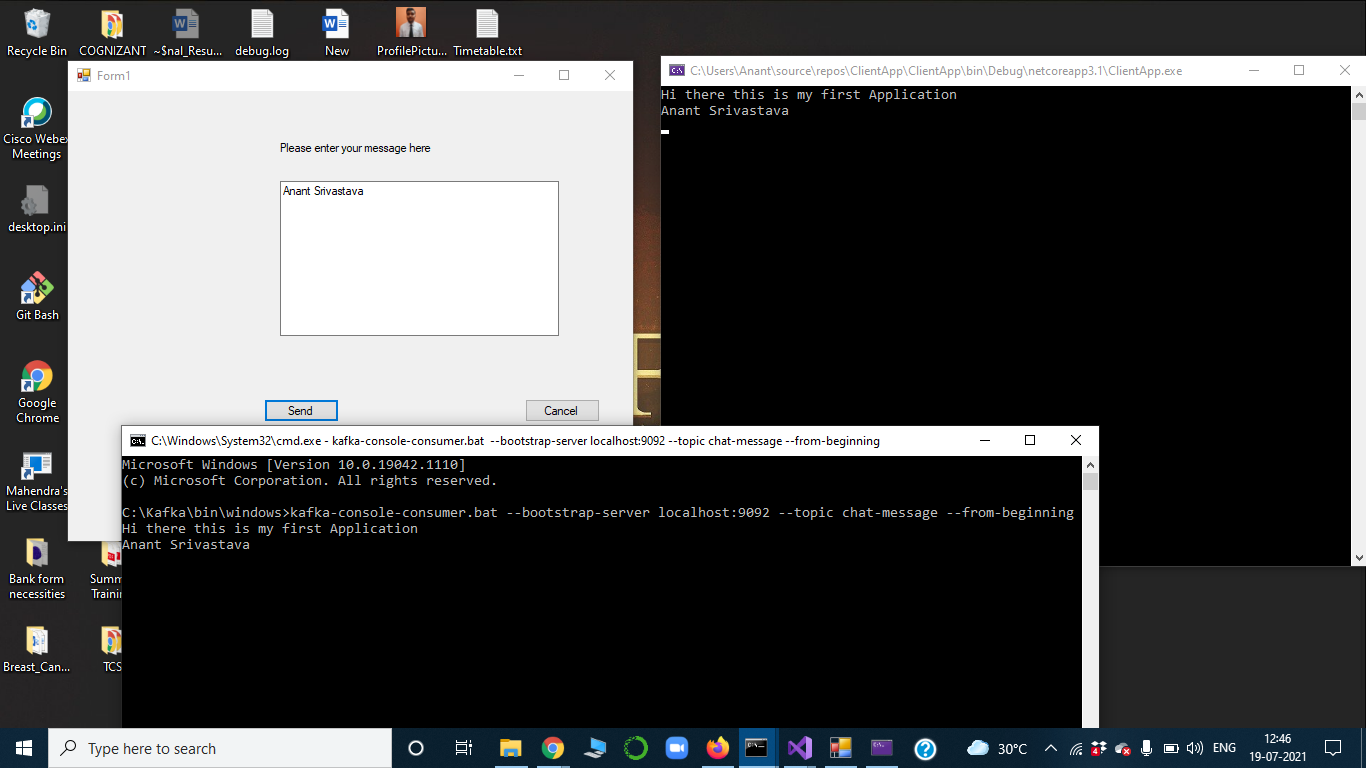 Recycle Bin
COGNIZANT
~$nal_Resu...
debug.log
New
ProfilePictu...
Timetable.txt
Cisco Webex
Meetings
desktop.ini
Git Bash
Google
Chrome
Mahendra's
Live Classes
Bank form
necessities
Summ
Trainin
Breast_Can...
TCS
Form1
Please enter your message here
Anant Srivastava
Send
Cancel
C:\Users\Anant\source\repos\ClientApp\ClientApp\bin\Debug\netcoreapp3.1\ClientApp.exe
Hi there this is my first Application
Anant Srivastava
C:\Windows\System32\cmd.exe - kafka-console-consumer.bat  --bootstrap-server localhost:9092 --topic chat-message --from-beginning
Microsoft Windows [Version 10.0.19042.1110]
(c) Microsoft Corporation. All rights reserved.
C:\Kafka\bin\windows>kafka-console-consumer.bat --bootstrap-server localhost:9092 --topic chat-message --from-beginning
Hi there this is my first Application
Anant Srivastava
Type here to search
30°C
ENG
12:46
19-07-2021